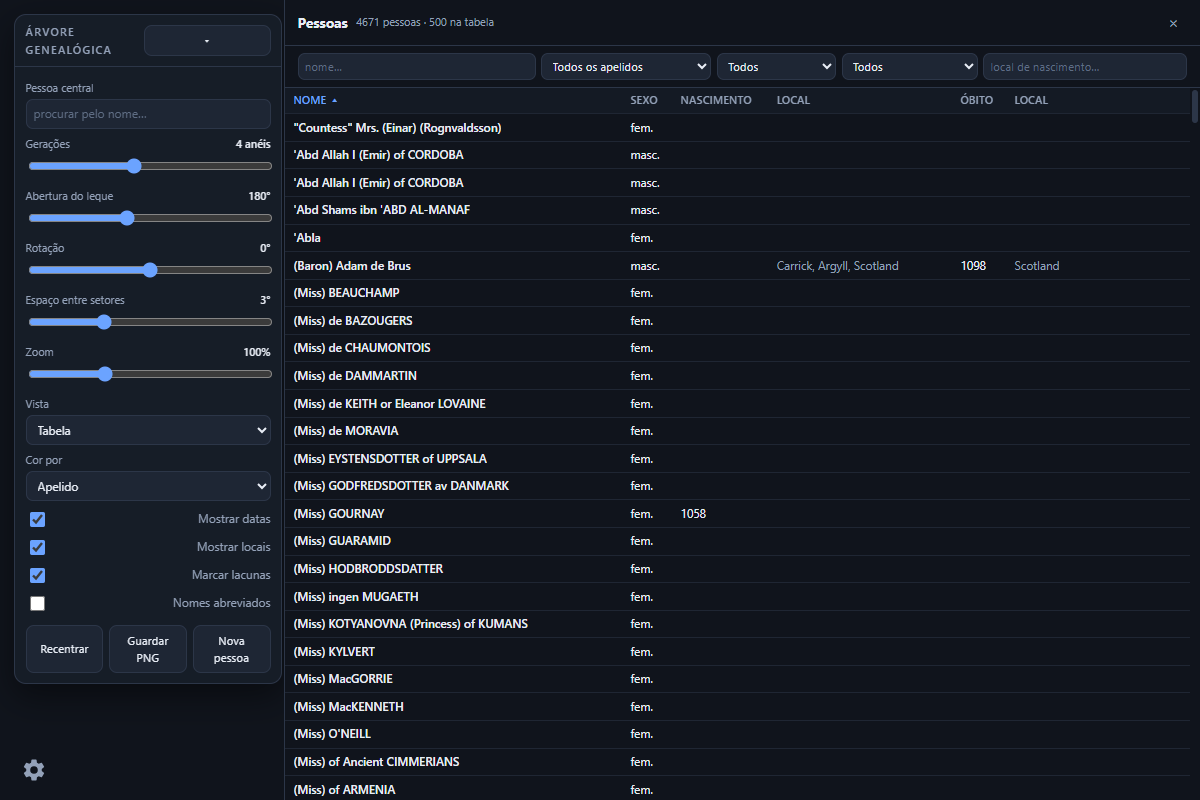 ÁRVORE
GENEALÓGICA
Pessoa central
procurar pelo nome...
Gerações 4 anéis
Abertura do leque 180°
Rotação 0°
Espaço entre setores 3°
Zoom 100%
Vista
Tabela
Cor por
Apelido
Mostrar datas
Mostrar locais
Marcar lacunas
Nomes abreviados
Recentrar
Guardar
PNG
Nova
pessoa
Pessoas 4671 pessoas · 500 na tabela ×
nome... Todos os apelidos Todos Todos local de nascimento...
NOME ▲ SEXO NASCIMENTO LOCAL ÓBITO LOCAL
"Countess" Mrs. (Einar) (Rognvaldsson) fem.
'Abd Allah I (Emir) of CORDOBA masc.
'Abd Allah I (Emir) of CORDOBA masc.
'Abd Shams ibn 'ABD AL-MANAF masc.
'Abla fem.
(Baron) Adam de Brus masc. Carrick, Argyll, Scotland 1098 Scotland
(Miss) BEAUCHAMP fem.
(Miss) de BAZOUGERS fem.
(Miss) de CHAUMONTOIS fem.
(Miss) de DAMMARTIN fem.
(Miss) de KEITH or Eleanor LOVAINE fem.
(Miss) de MORAVIA fem.
(Miss) EYSTENSDOTTER of UPPSALA fem.
(Miss) GODFREDSDOTTER av DANMARK fem.
(Miss) GOURNAY fem. 1058
(Miss) GUARAMID fem.
(Miss) HODBRODDSDATTER fem.
(Miss) ingen MUGAETH fem.
(Miss) KOTYANOVNA (Princess) of KUMANS fem.
(Miss) KYLVERT fem.
(Miss) MacGORRIE fem.
(Miss) MacKENNETH fem.
(Miss) O'NEILL fem.
(Miss) of Ancient CIMMERIANS fem.
(Miss) of ARMENIA fem.